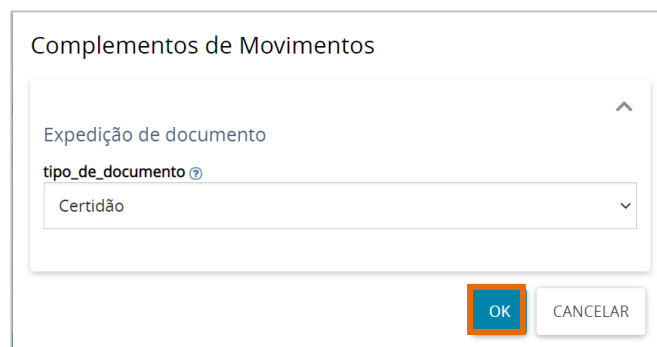 Complementos de Movimentos
Expedição de documento
tipo_de_documento ?
Certidão
OK CANCELAR